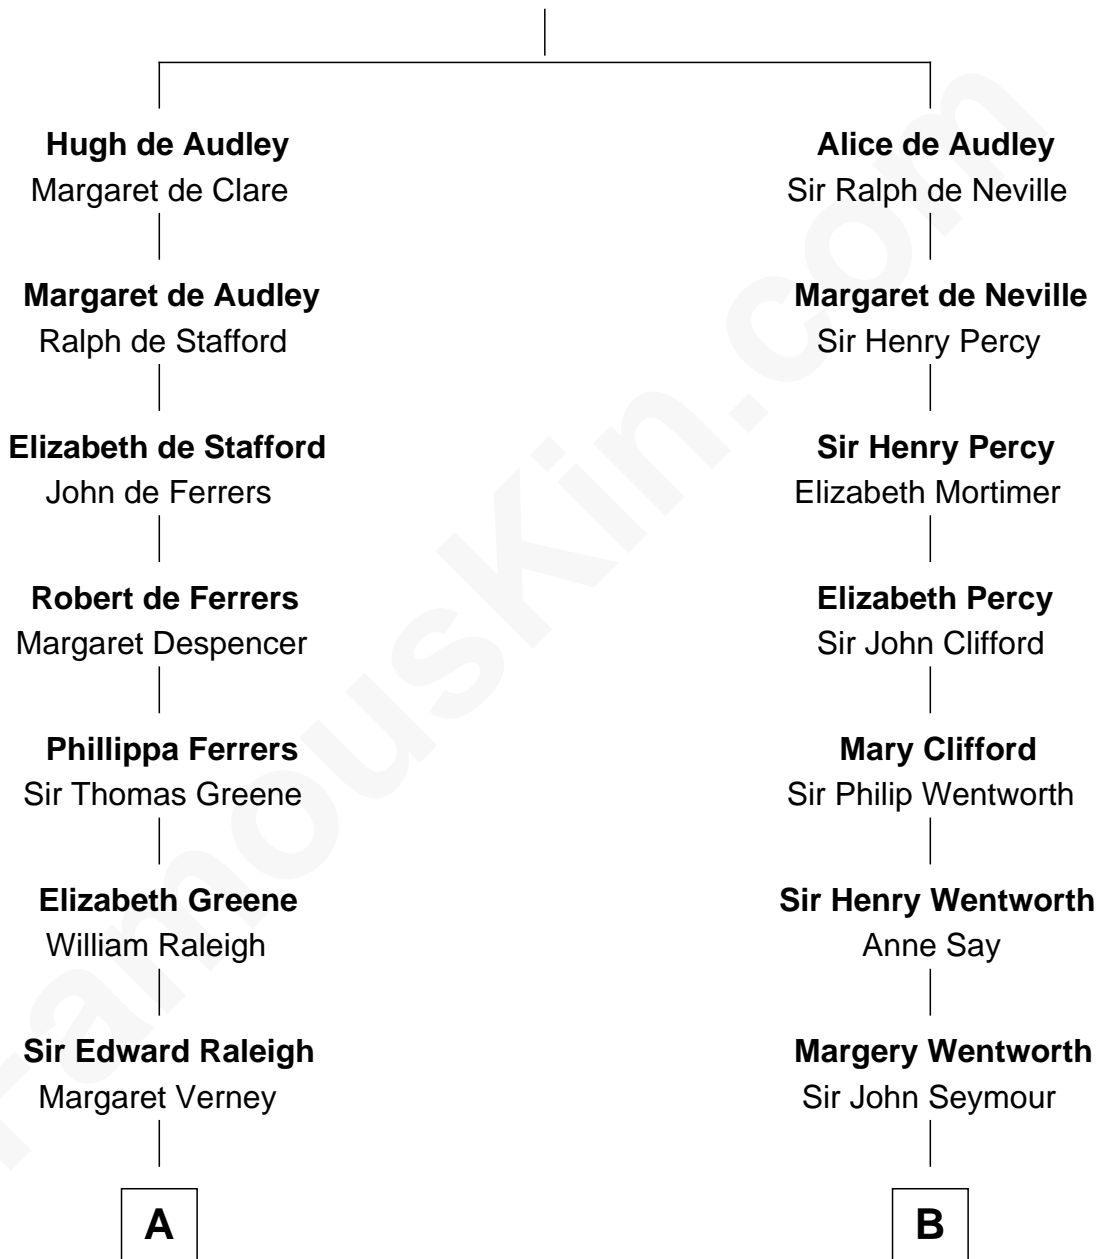 Hugh de Audley
Margaret de Clare
Margaret de Audley
Ralph de Stafford
Elizabeth de Stafford
John de Ferrers
Robert de Ferrers
Margaret Despencer
Phillippa Ferrers
Sir Thomas Greene
Elizabeth Greene
William Raleigh
Sir Edward Raleigh
Margaret Verney
A
Alice de Audley
Sir Ralph de Neville
Margaret de Neville
Sir Henry Percy
Sir Henry Percy
Elizabeth Mortimer
Elizabeth Percy
Sir John Clifford
Mary Clifford
Sir Philip Wentworth
Sir Henry Wentworth
Anne Say
Margery Wentworth
Sir John Seymour
B
FamousKin.com